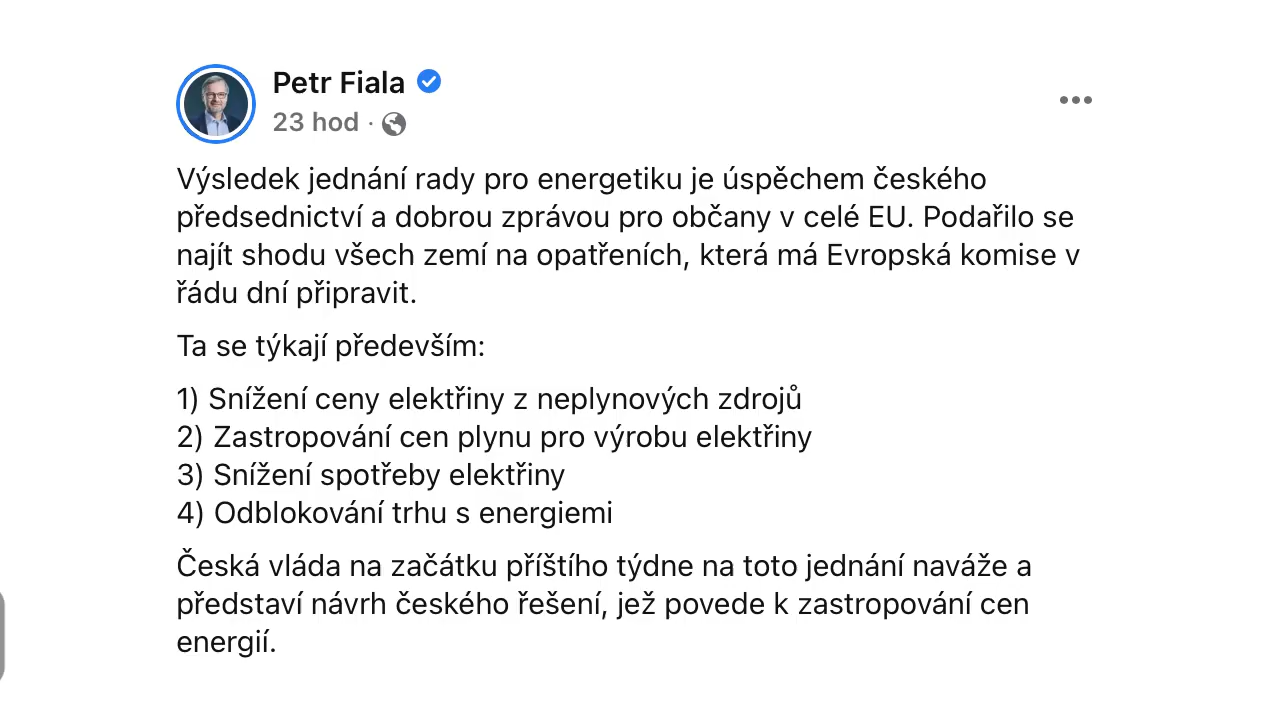 Petr Fiala
23 hod ·
Výsledek jednání rady pro energetiku je úspěchem českého
předsednictví a dobrou zprávou pro občany v celé EU. Podařilo se
najít shodu všech zemí na opatřeních, která má Evropská komise v
řádu dní připravit.
Ta se týkají především:
1) Snížení ceny elektřiny z neplynových zdrojů
2) Zastropování cen plynu pro výrobu elektřiny
3) Snížení spotřeby elektřiny
4) Odblokování trhu s energiemi
Česká vláda na začátku příštího týdne na toto jednání naváže a
představí návrh českého řešení, jež povede k zastropování cen
energií.